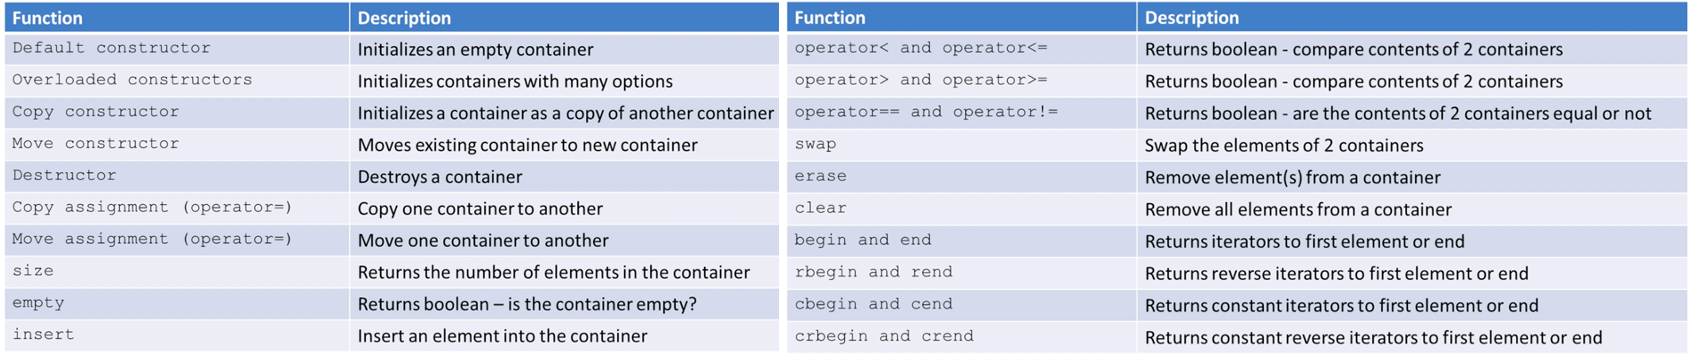 Function Description
Default constructor Initializes an empty container
Overloaded constructors Initializes containers with many options
Copy constructor Initializes a container as a copy of another container
Move constructor Moves existing container to new container
Destructor Destroys a container
Copy assignment (operator=) Copy one container to another
Move assignment (operator=) Move one container to another
size Returns the number of elements in the container
empty Returns boolean – is the container empty?
insert Insert an element into the container
Function Description
operator< and operator<= Returns boolean - compare contents of 2 containers
operator> and operator>= Returns boolean - compare contents of 2 containers
operator== and operator!= Returns boolean - are the contents of 2 containers equal or not
swap Swap the elements of 2 containers
erase Remove element(s) from a container
clear Remove all elements from a container
begin and end Returns iterators to first element or end
rbegin and rend Returns reverse iterators to first element or end
cbegin and cend Returns constant iterators to first element or end
crbegin and crend Returns constant reverse iterators to first element or end